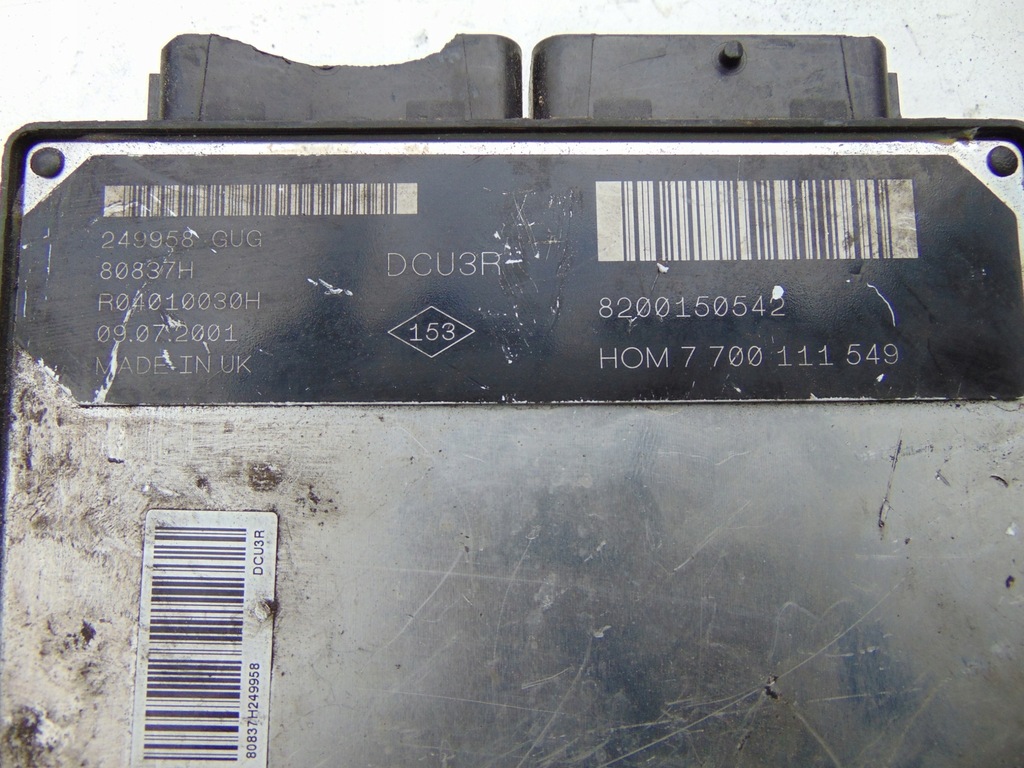 249958 GUG
80837H
R04010030H
09.07.2001
MADE IN UK
DCU3R
153
8200150542
HOM 7 700 111 549
DCU3R
80837H249958